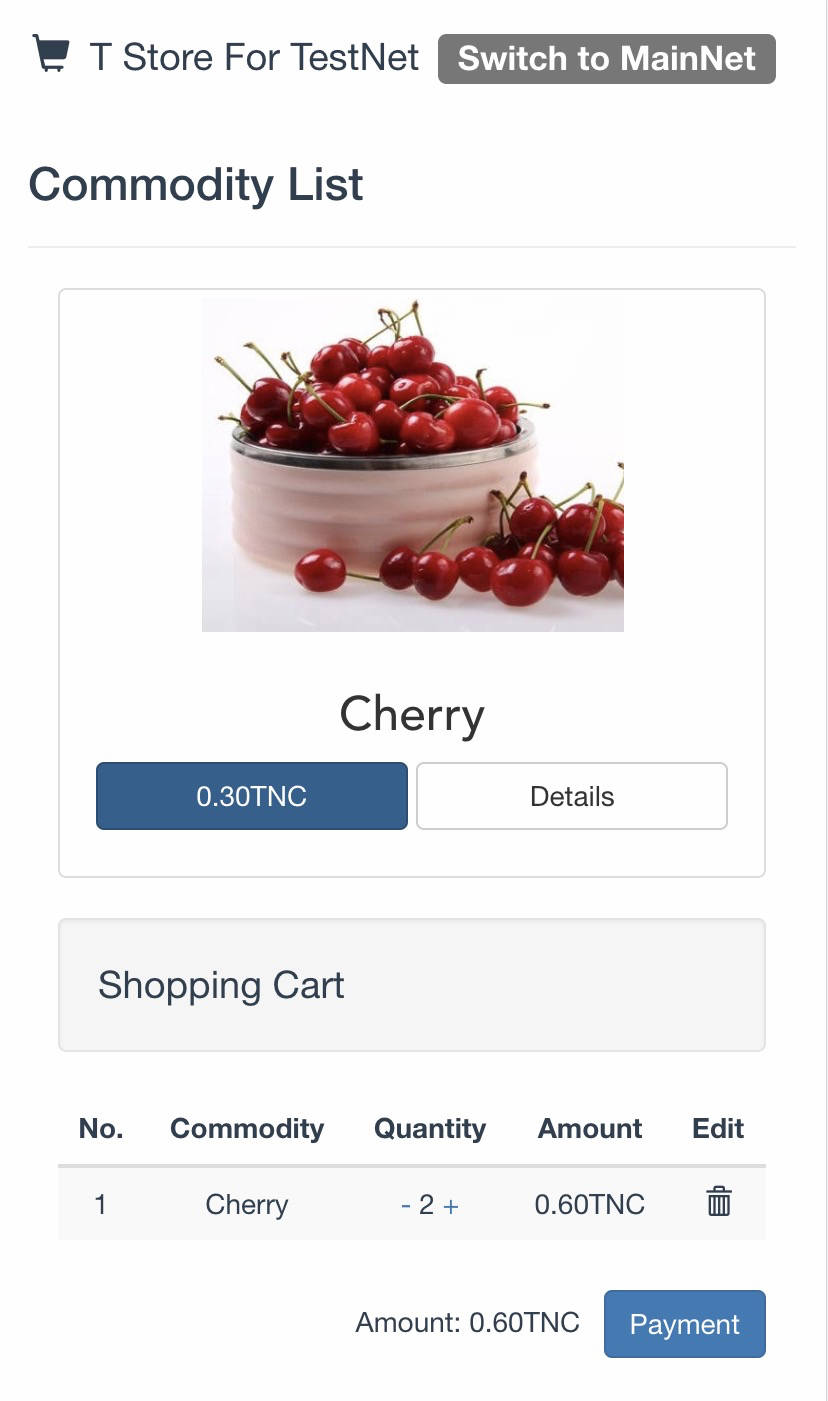 T Store For TestNet Switch to MainNet
Commodity List
Cherry
0.30TNC Details
Shopping Cart
No. Commodity Quantity Amount Edit
1 Cherry - 2 + 0.60TNC
Amount: 0.60TNC Payment